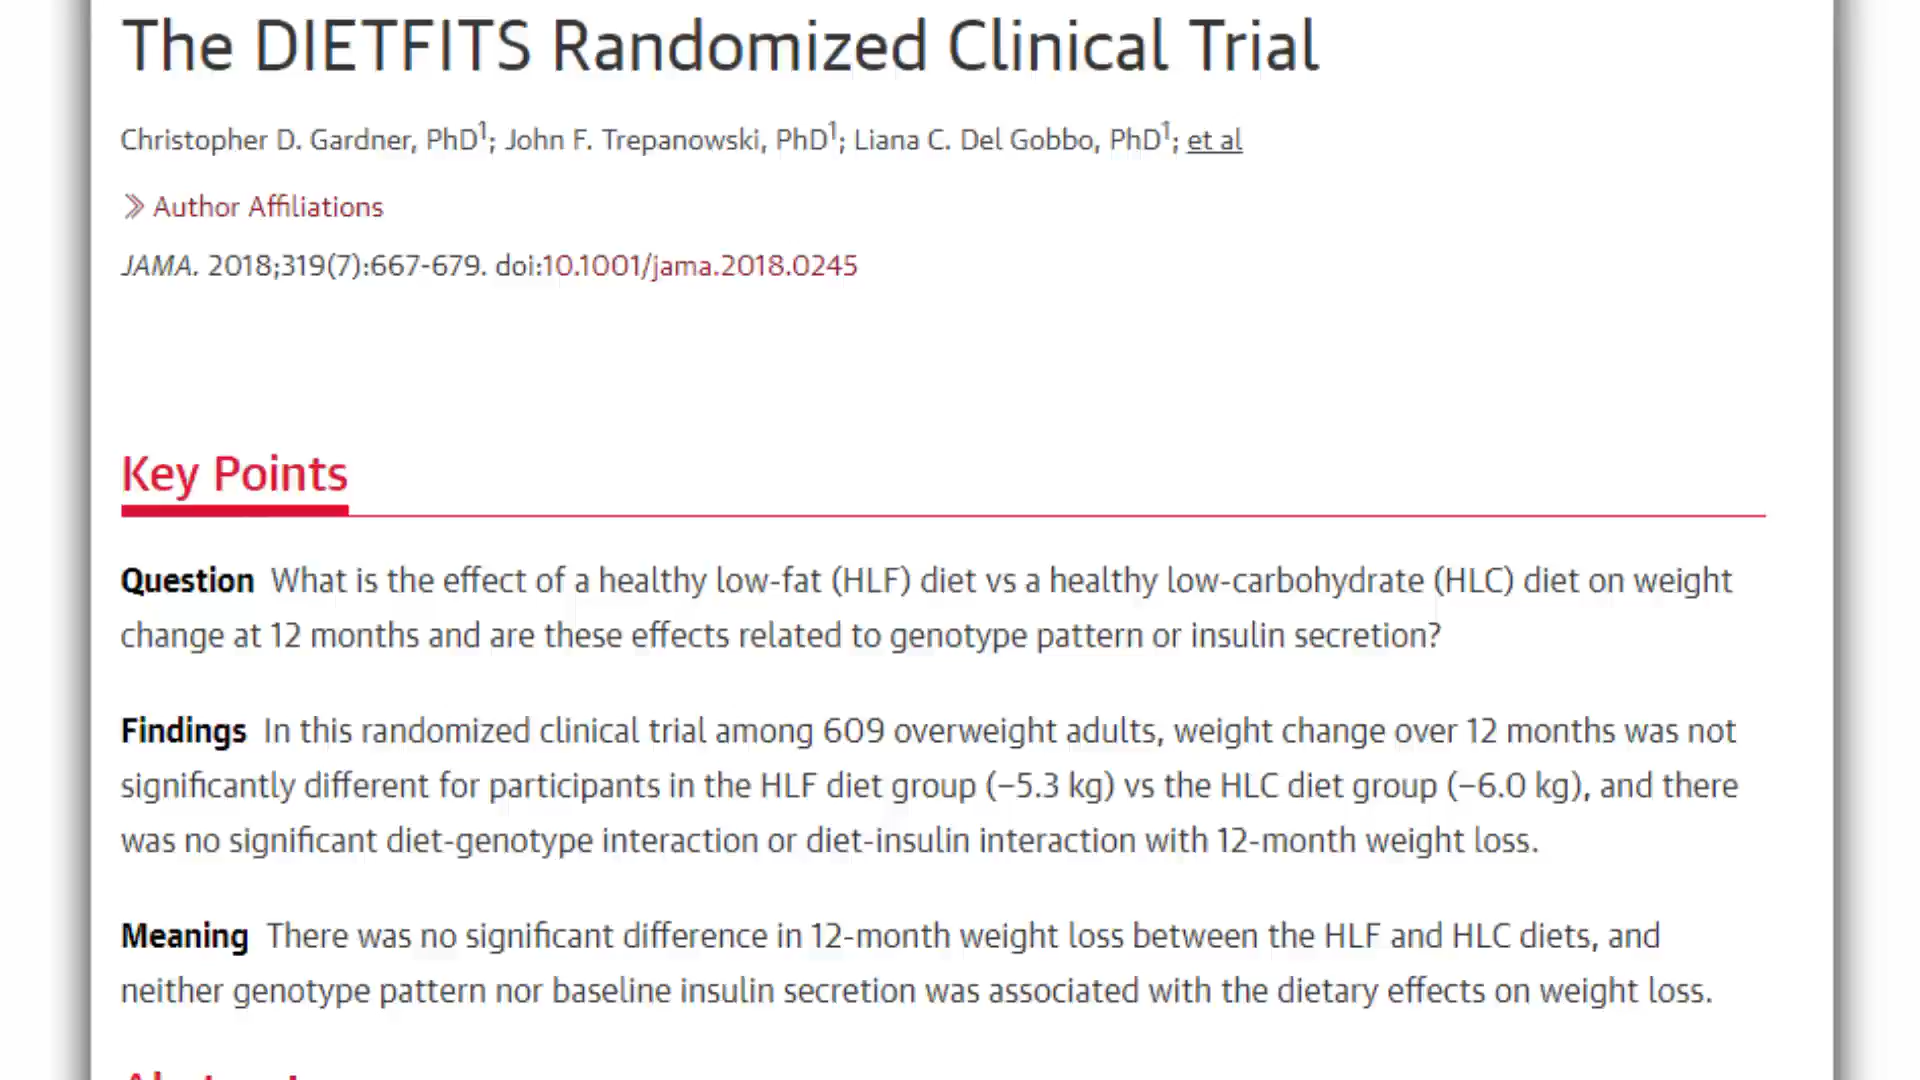 The DIETFITS Randomized Clinical Trial
Christopher D. Gardner, PhD1; John F. Trepanowski, PhD1; Liana C. Del Gobbo, PhD1; et al
Author Affiliations
JAMA. 2018;319(7):667-679. doi:10.1001/jama.2018.0245
Key Points
Question What is the effect of a healthy low-fat (HLF) diet vs a healthy low-carbohydrate (HLC) diet on weight
change at 12 months and are these effects related to genotype pattern or insulin secretion?
Findings In this randomized clinical trial among 609 overweight adults, weight change over 12 months was not
significantly different for participants in the HLF diet group (−5.3 kg) vs the HLC diet group (−6.0 kg), and there
was no significant diet-genotype interaction or diet-insulin interaction with 12-month weight loss.
Meaning There was no significant difference in 12-month weight loss between the HLF and HLC diets, and
neither genotype pattern nor baseline insulin secretion was associated with the dietary effects on weight loss.